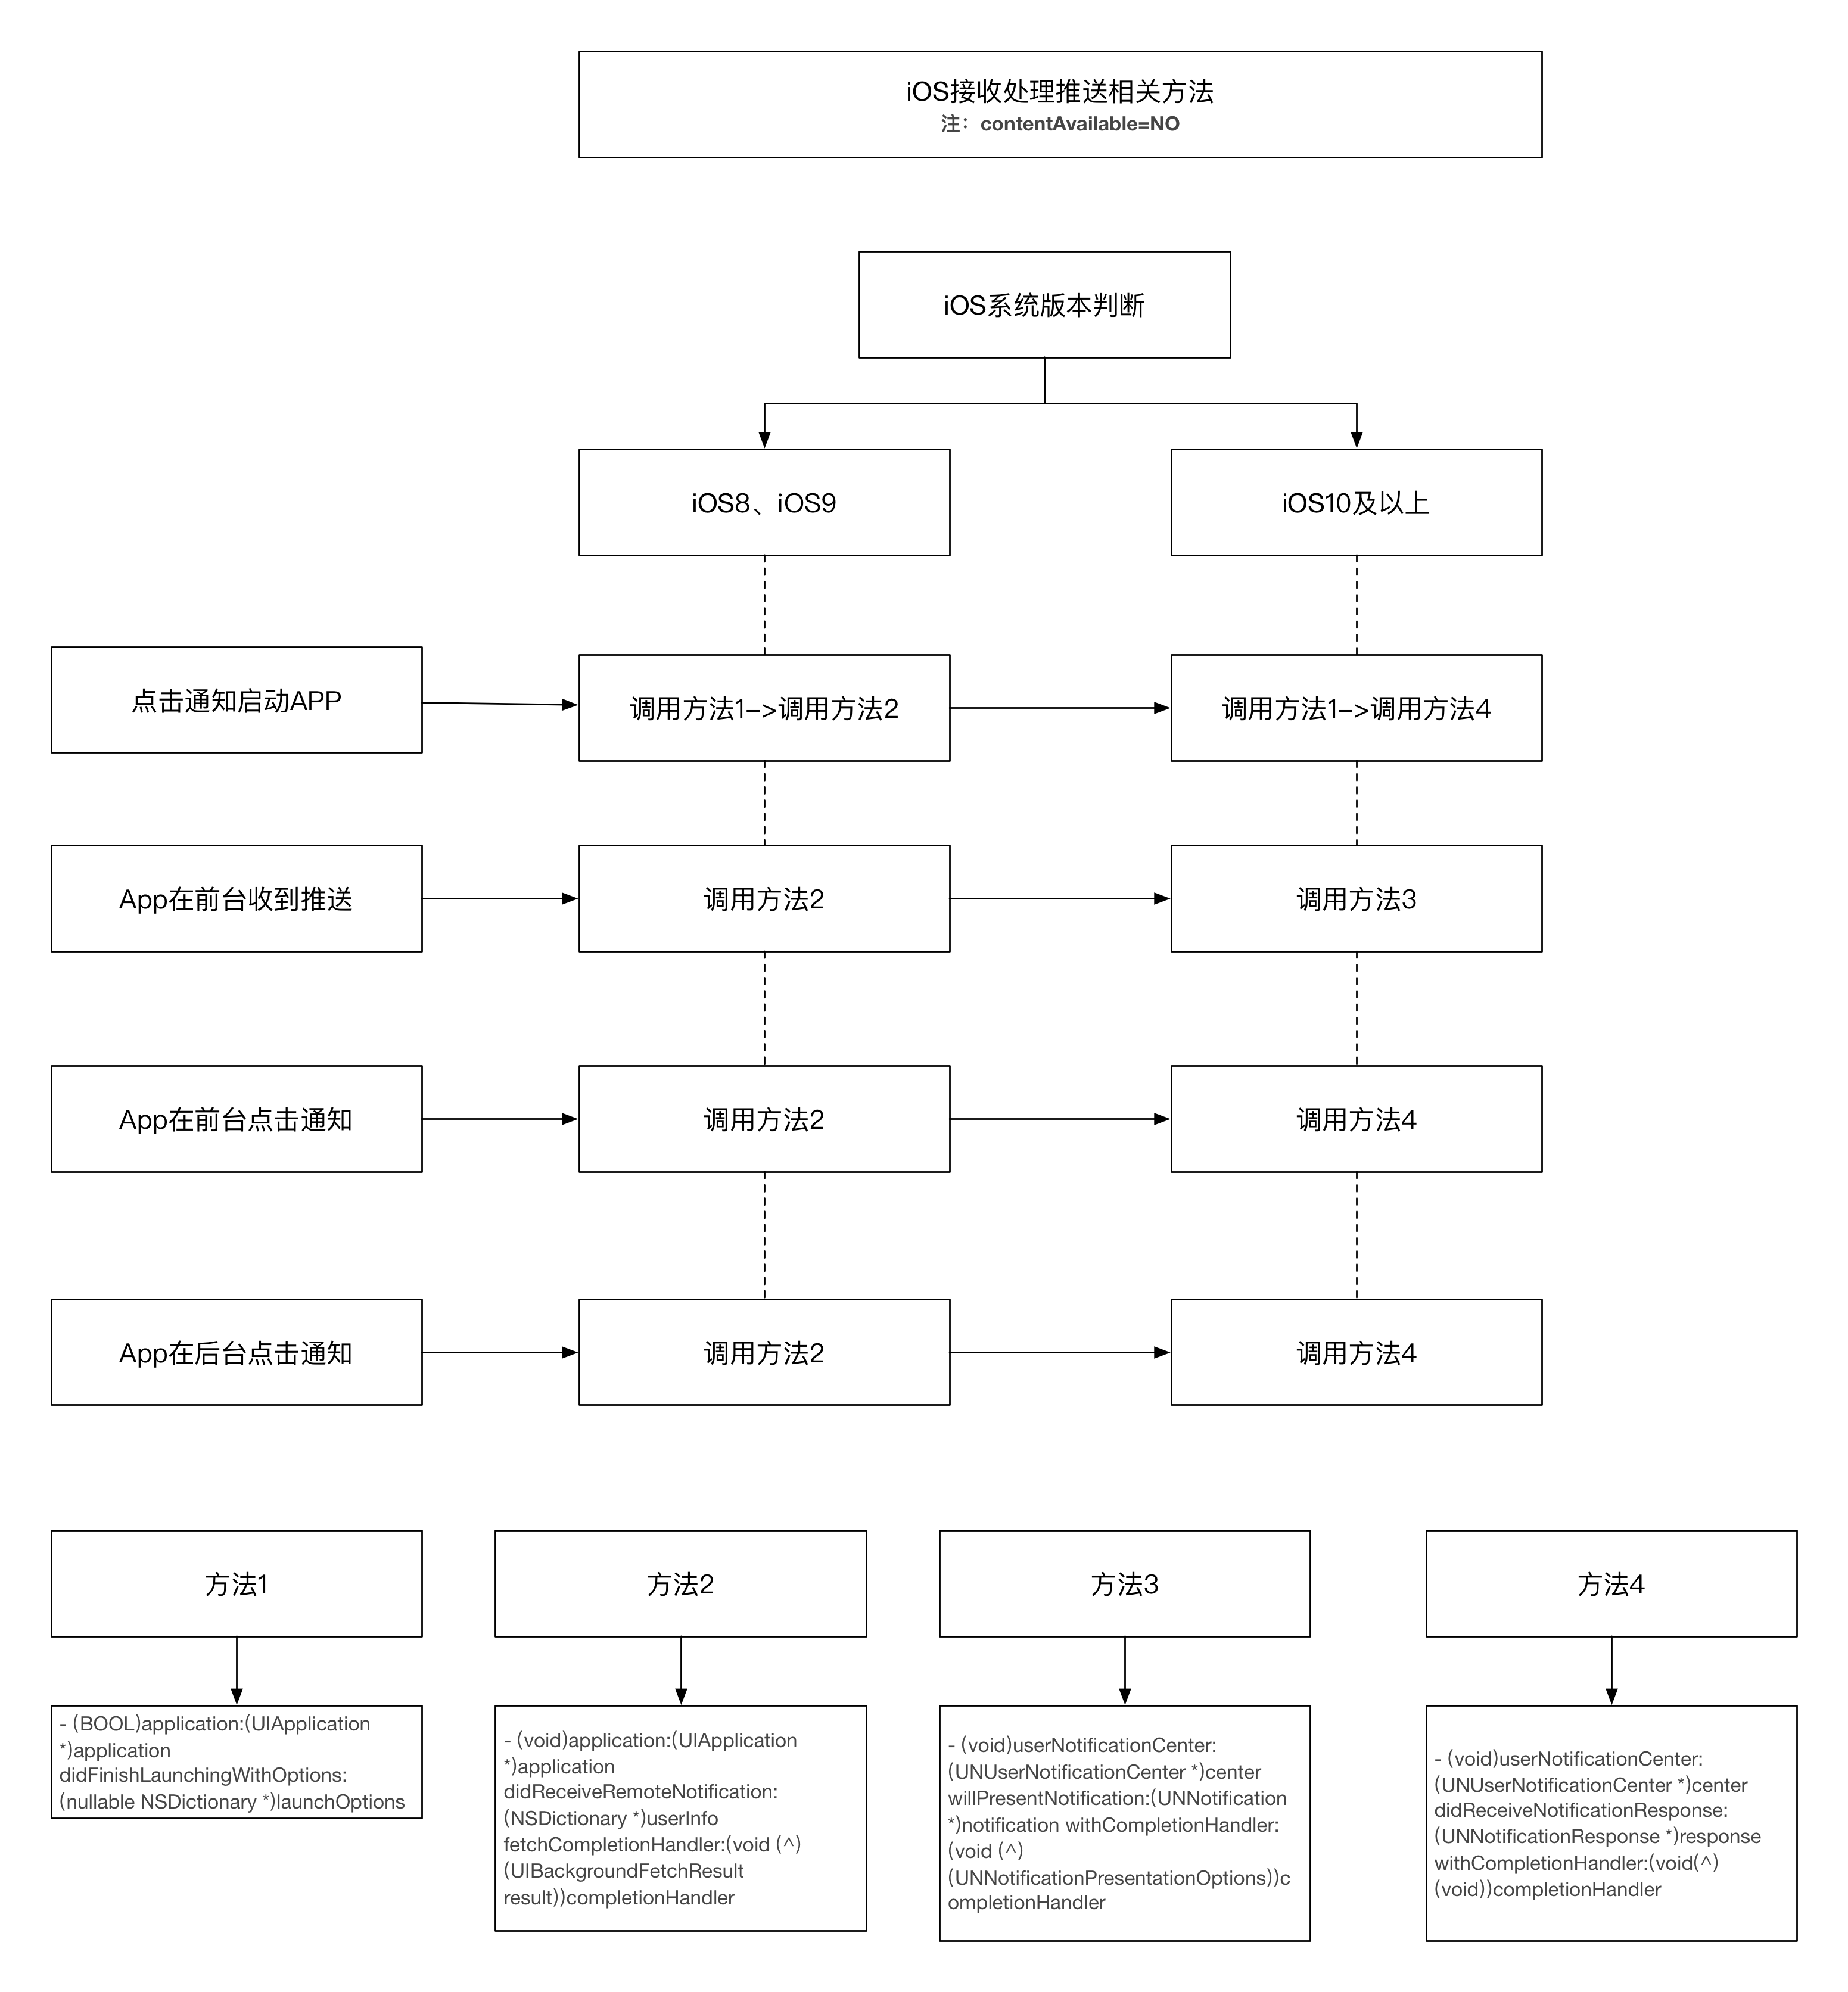 iOS接收处理推送相关方法
注：contentAvailable=NO
iOS系统版本判断
iOS8、iOS9
iOS10及以上
点击通知启动APP
调用方法1–>调用方法2
调用方法1–>调用方法4
App在前台收到推送
调用方法2
调用方法3
App在前台点击通知
调用方法2
调用方法4
App在后台点击通知
调用方法2
调用方法4
方法1
方法2
方法3
方法4
- (BOOL)application:(UIApplication
*)application
didFinishLaunchingWithOptions:
(nullable NSDictionary *)launchOptions
- (void)application:(UIApplication
*)application
didReceiveRemoteNotification:
(NSDictionary *)userInfo
fetchCompletionHandler:(void (^)
(UIBackgroundFetchResult
result))completionHandler
- (void)userNotificationCenter:
(UNUserNotificationCenter *)center
willPresentNotification:(UNNotification
*)notification withCompletionHandler:
(void (^)
(UNNotificationPresentationOptions))c
ompletionHandler
- (void)userNotificationCenter:
(UNUserNotificationCenter *)center
didReceiveNotificationResponse:
(UNNotificationResponse *)response
withCompletionHandler:(void(^)
(void))completionHandler